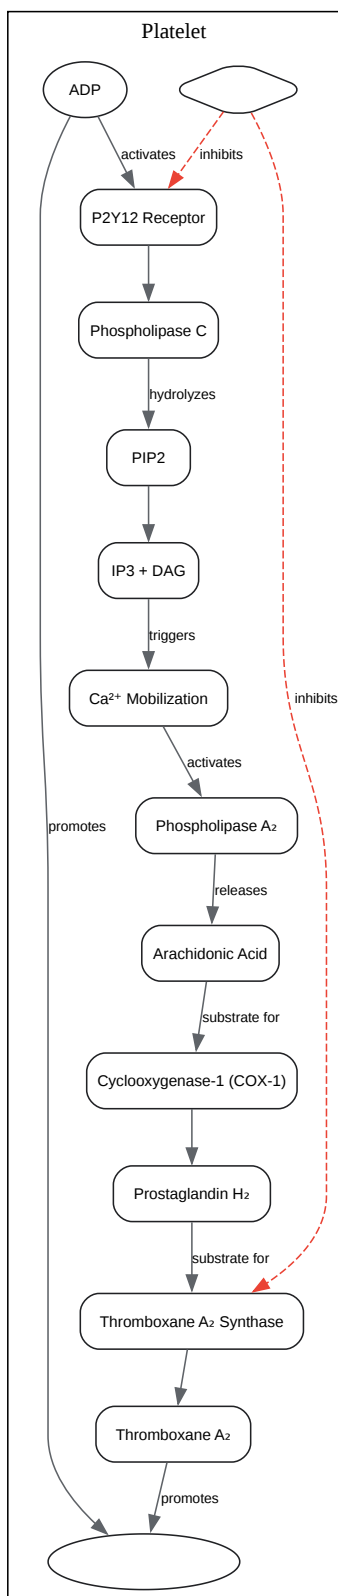 Platelet
ADP
activates
inhibits
P2Y12 Receptor
Phospholipase C
hydrolyzes
PIP2
IP3 + DAG
triggers
Ca²⁺ Mobilization
inhibits
activates
promotes
Phospholipase A₂
releases
Arachidonic Acid
substrate for
Cyclooxygenase-1 (COX-1)
Prostaglandin H₂
substrate for
Thromboxane A₂ Synthase
Thromboxane A₂
promotes